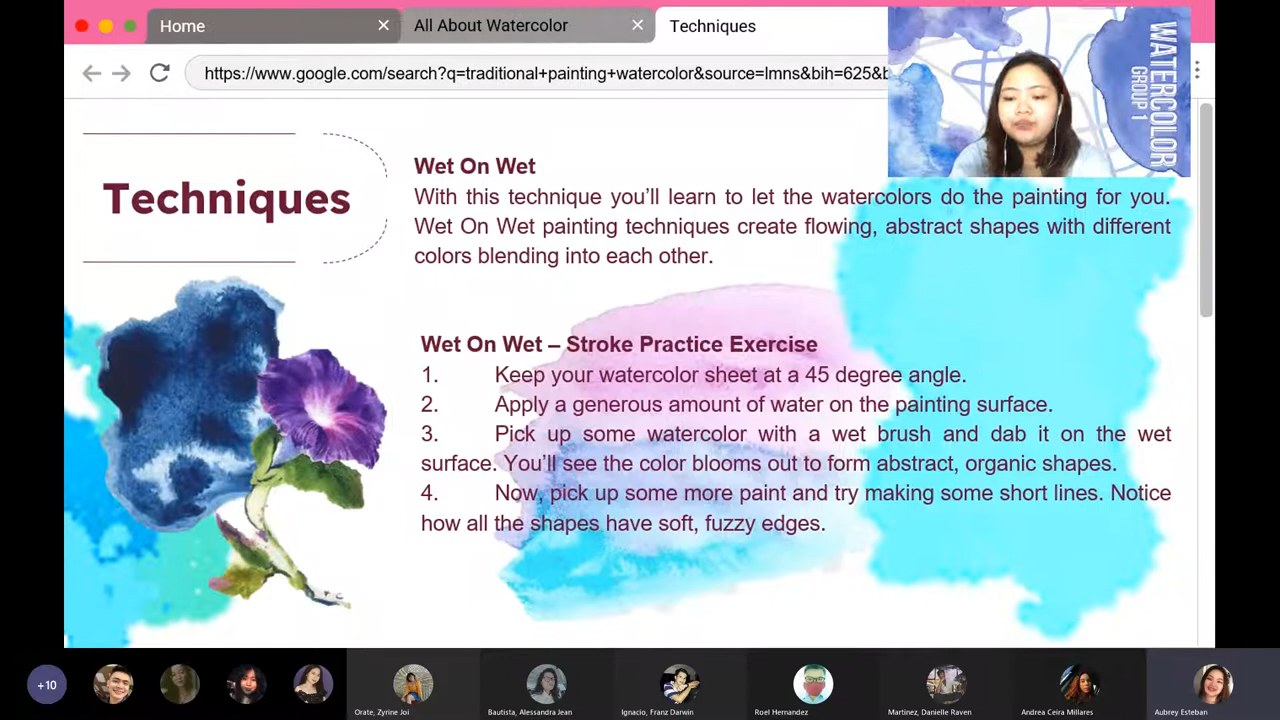 Home
All About Watercolor
Techniques
https://www.google.com/search?q=traditional+painting+watercolor&source=lmns&bih=625&b
WATERCOLOR
GROUP 1
Techniques
Wet On Wet
With this technique you'll learn to let the watercolors do the painting for you.
Wet On Wet painting techniques create flowing, abstract shapes with different
colors blending into each other.
Wet On Wet – Stroke Practice Exercise
1. Keep your watercolor sheet at a 45 degree angle.
2. Apply a generous amount of water on the painting surface.
3. Pick up some watercolor with a wet brush and dab it on the wet
surface. You'll see the color blooms out to form abstract, organic shapes.
4. Now, pick up some more paint and try making some short lines. Notice
how all the shapes have soft, fuzzy edges.
+10
Orate, Zyrine Joi
Bautista, Alessandra Jean
Ignacio, Franz Darwin
Roel Hernandez
Martinez, Danielle Raven
Andrea Ceira Millares
Aubrey Esteban